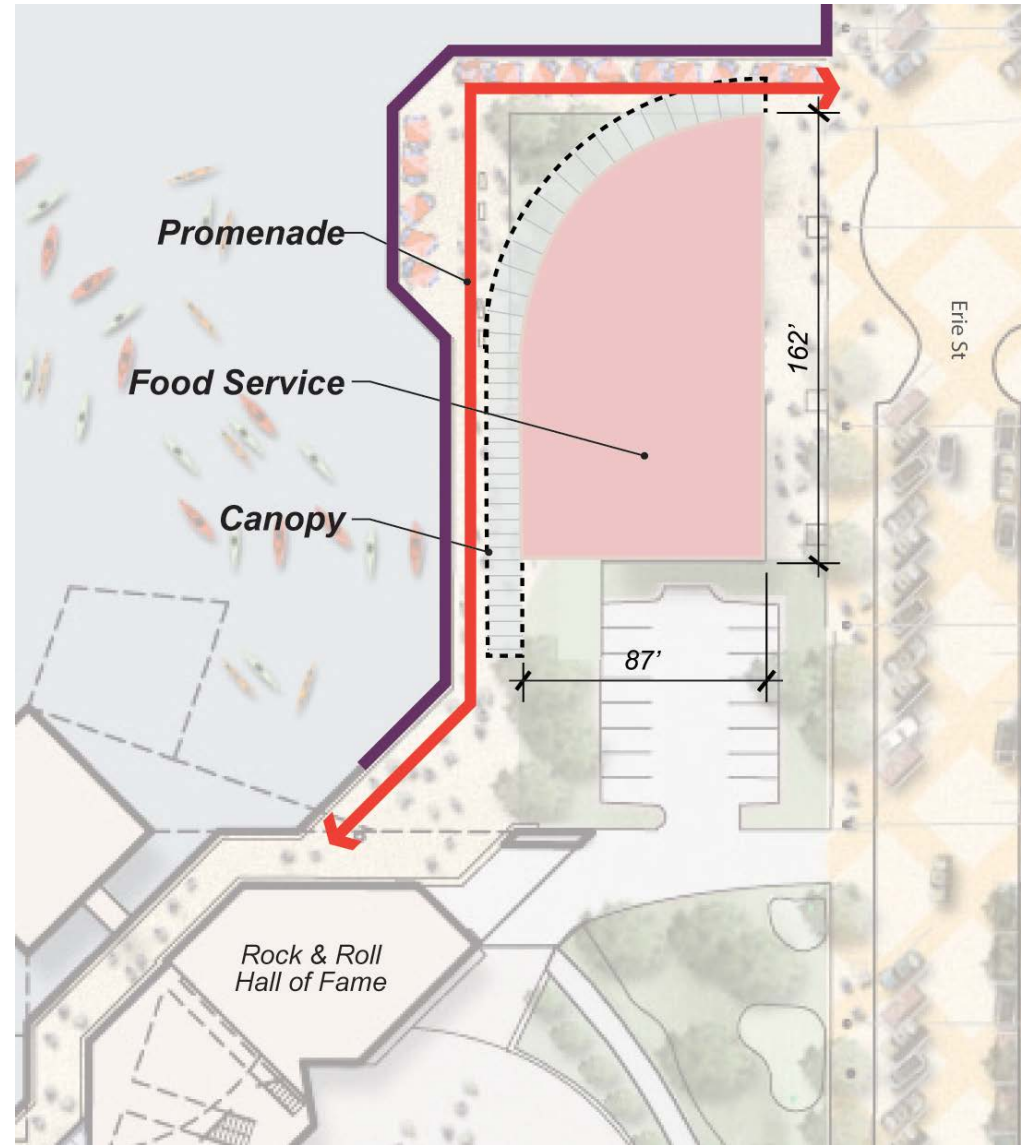 Promenade
Erie St
162’
Food Service
Canopy
87’
Rock & Roll
Hall of Fame